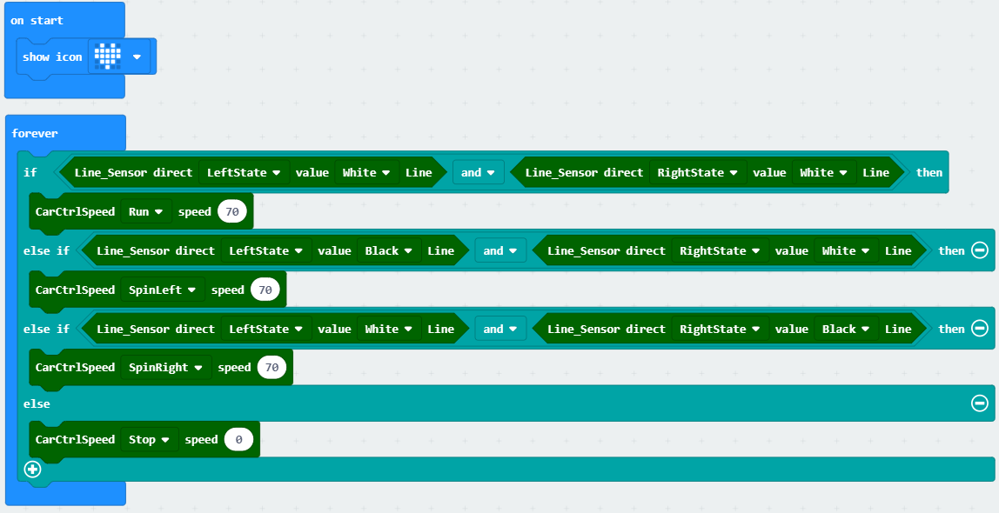 on start
show icon
forever
if Line_Sensor direct LeftState value White Line and Line_Sensor direct RightState value White Line then
CarCtrlSpeed Run speed 70
else if Line_Sensor direct LeftState value Black Line and Line_Sensor direct RightState value White Line then
CarCtrlSpeed SpinLeft speed 70
else if Line_Sensor direct LeftState value White Line and Line_Sensor direct RightState value Black Line then
CarCtrlSpeed SpinRight speed 70
else
CarCtrlSpeed Stop speed 0